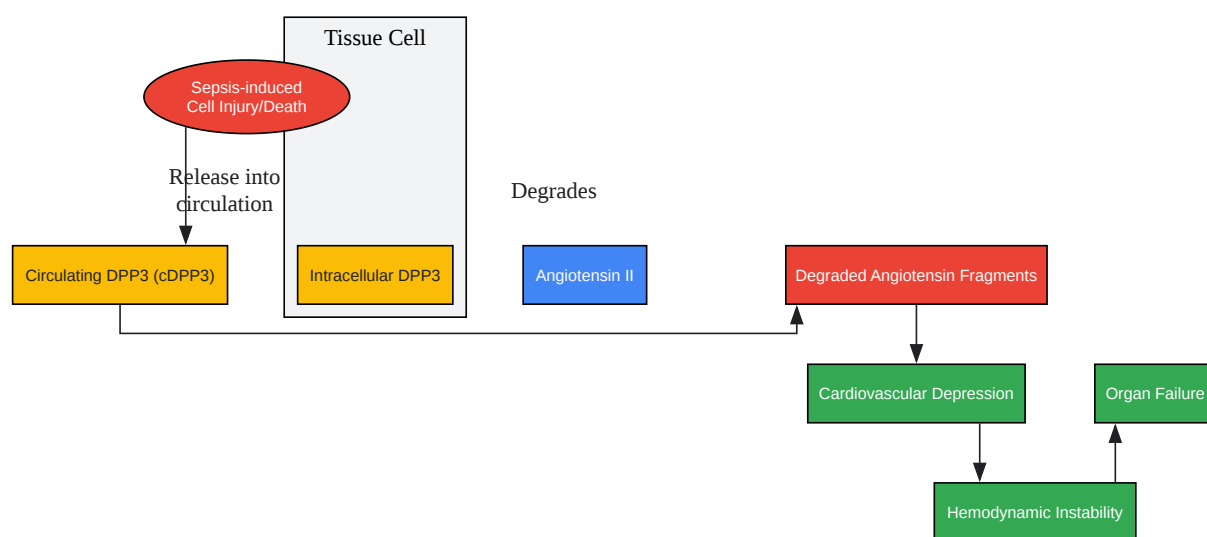 Tissue Cell
Sepsis-induced
Cell Injury/Death
Release into
circulation
Degrades
Circulating DPP3 (cDPP3)
Intracellular DPP3
Angiotensin II
Degraded Angiotensin Fragments
Cardiovascular Depression
Organ Failure
Hemodynamic Instability